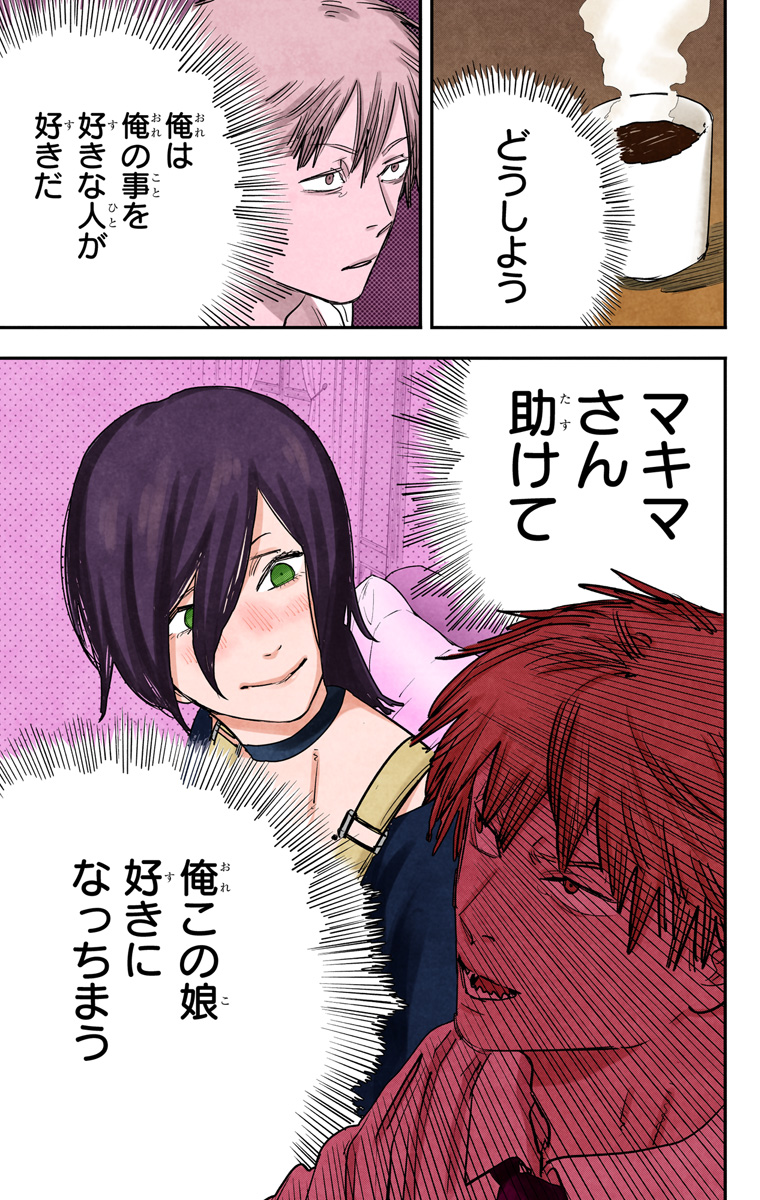 どうしよう
俺は
俺の事を
好きな人が
好きだ
マキマ
さん
助けて
俺この娘
好きに
なっちまう